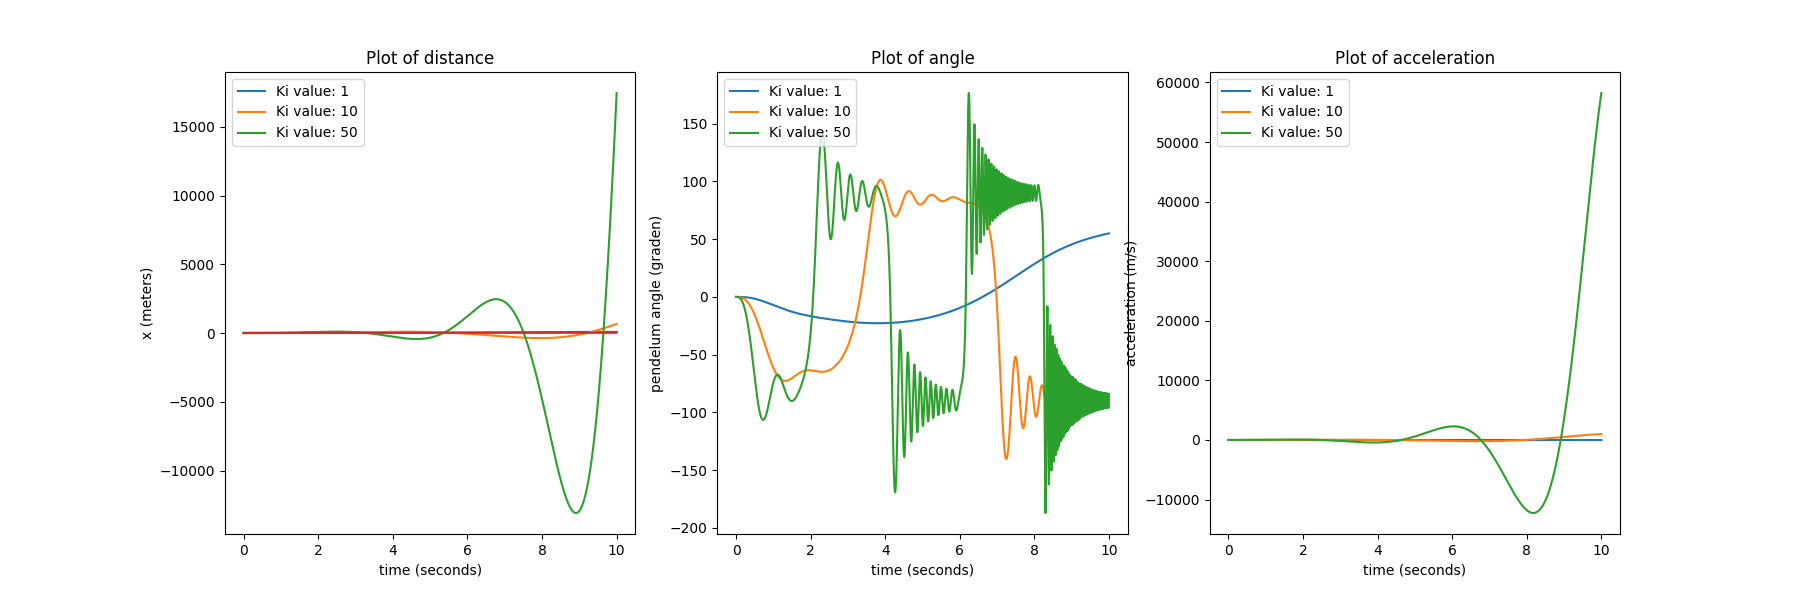 Plot of distance
Ki value: 1
Ki value: 10
Ki value: 50
15000
10000
5000
0
−5000
−10000
x (meters)
0 2 4 6 8 10
time (seconds)
Plot of angle
Ki value: 1
Ki value: 10
Ki value: 50
150
100
50
0
−50
−100
−150
−200
pendelum angle (graden)
0 2 4 6 8 10
time (seconds)
Plot of acceleration
Ki value: 1
Ki value: 10
Ki value: 50
60000
50000
40000
30000
20000
10000
0
−10000
acceleration (m/s)
0 2 4 6 8 10
time (seconds)